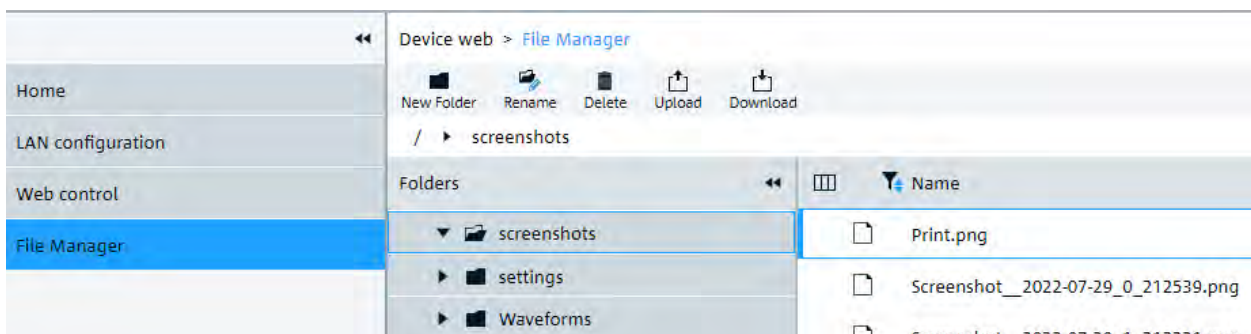 Device web > File Manager
Home
LAN configuration
Web control
File Manager
New Folder Rename Delete Upload Download
/ screenshots
Folders
screenshots
settings
Waveforms
Name
Print.png
Screenshot__2022-07-29_0_212539.png